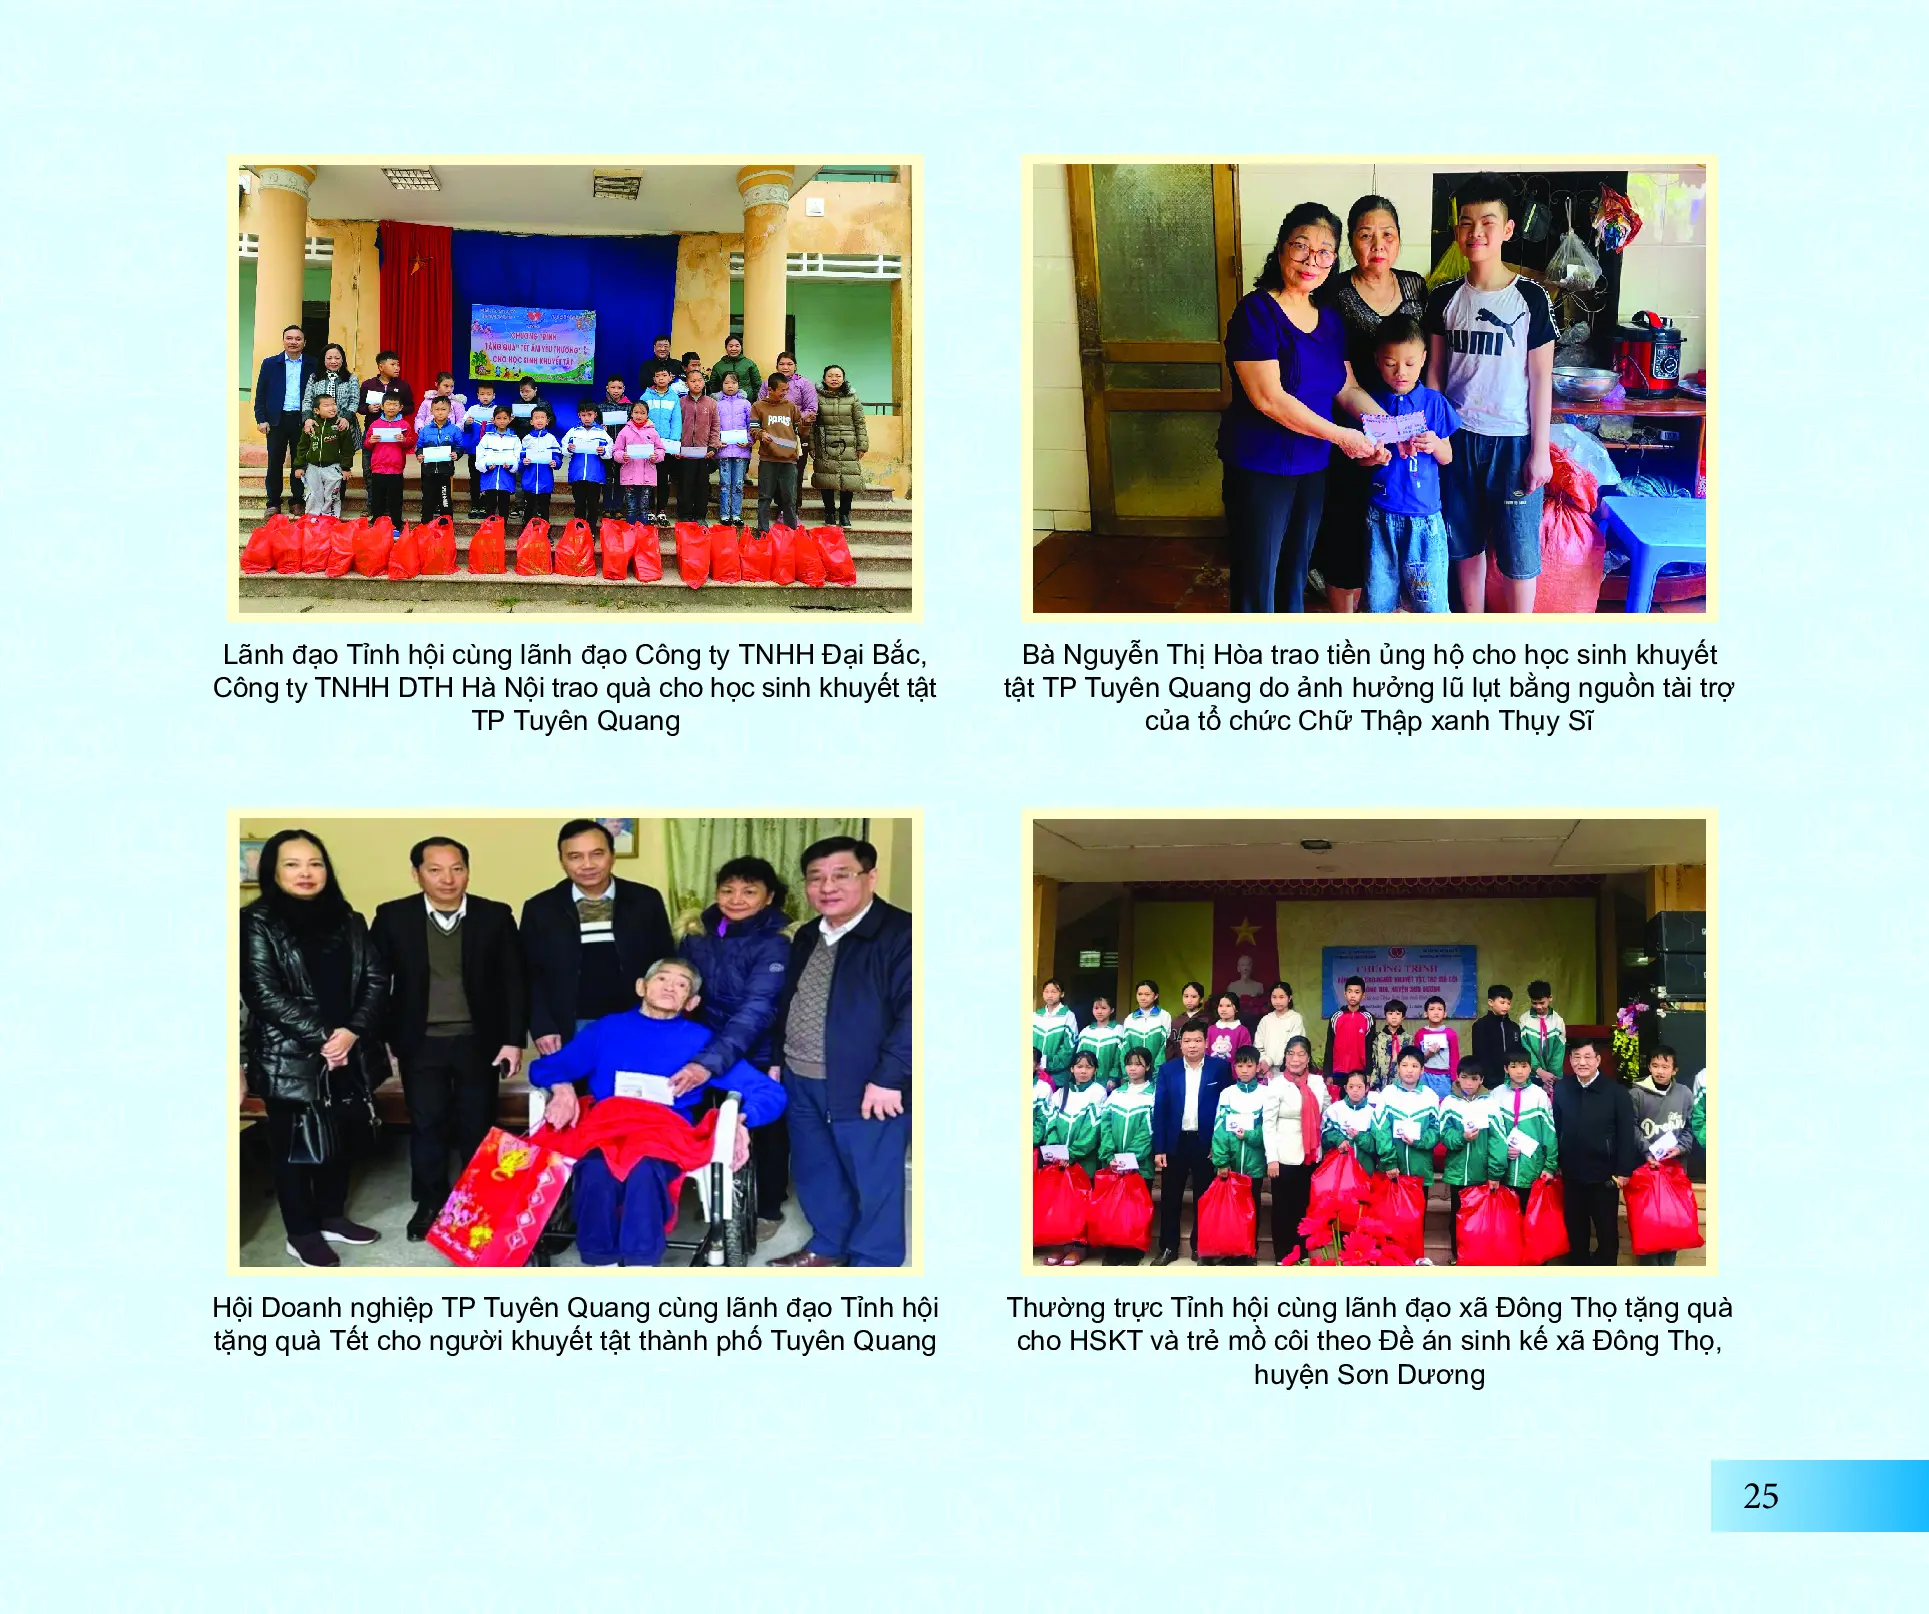 CHƯƠNG TRÌNH
TẶNG QUÀ "TẾT ẤM YÊU THƯƠNG"
CHO HỌC SINH KHUYẾT TẬT
PARIS
PUMA
Lãnh đạo Tỉnh hội cùng lãnh đạo Công ty TNHH Đại Bắc,
Công ty TNHH DTH Hà Nội trao quà cho học sinh khuyết tật
TP Tuyên Quang
Bà Nguyễn Thị Hòa trao tiền ủng hộ cho học sinh khuyết
tật TP Tuyên Quang do ảnh hưởng lũ lụt bằng nguồn tài trợ
của tổ chức Chữ Thập xanh Thụy Sĩ
CHƯƠNG TRÌNH
Hội Doanh nghiệp TP Tuyên Quang cùng lãnh đạo Tỉnh hội
tặng quà Tết cho người khuyết tật thành phố Tuyên Quang
Thường trực Tỉnh hội cùng lãnh đạo xã Đông Thọ tặng quà
cho HSKT và trẻ mồ côi theo Đề án sinh kế xã Đông Thọ,
huyện Sơn Dương
25